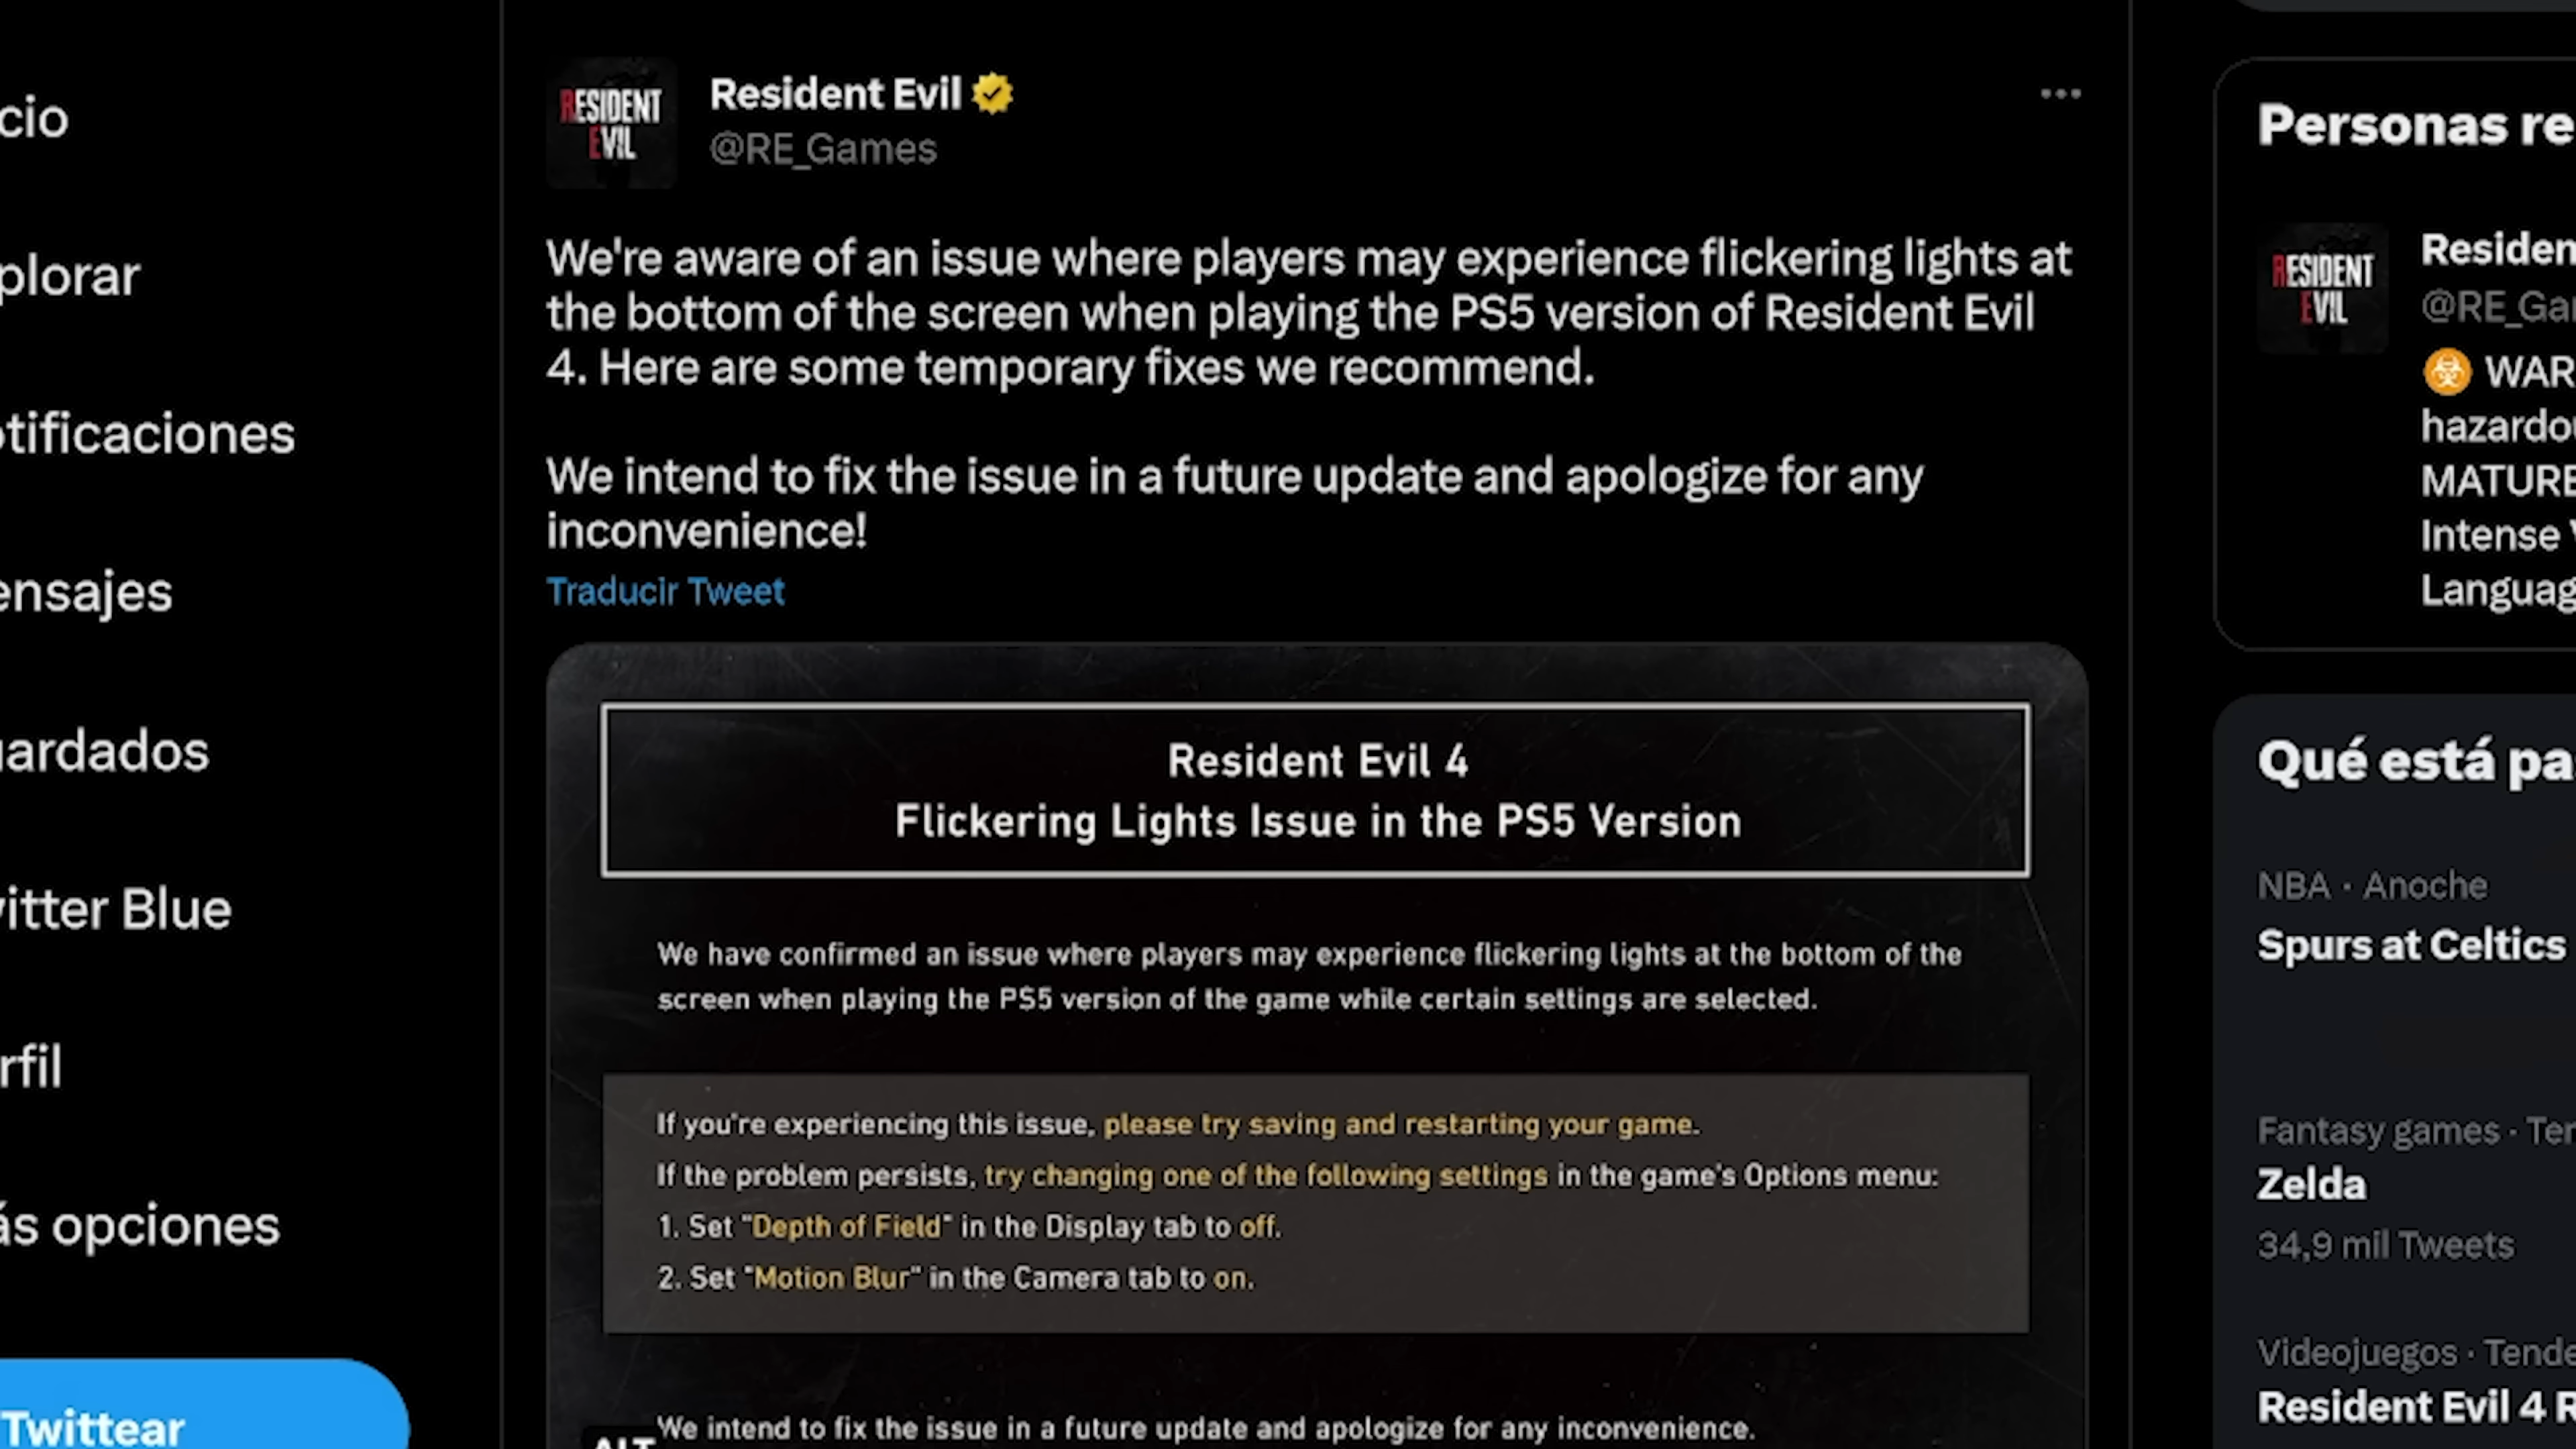 cio
plorar
otificaciones
ensajes
uardados
vitter Blue
rfil
ás opciones
Twittear
RESIDENT
EVIL
Resident Evil
@RE_Games
We're aware of an issue where players may experience flickering lights at
the bottom of the screen when playing the PS5 version of Resident Evil
4. Here are some temporary fixes we recommend.
We intend to fix the issue in a future update and apologize for any
inconvenience!
Traducir Tweet
Resident Evil 4
Flickering Lights Issue in the PS5 Version
We have confirmed an issue where players may experience flickering lights at the bottom of the
screen when playing the PS5 version of the game while certain settings are selected.
If you're experiencing this issue, please try saving and restarting your game.
If the problem persists, try changing one of the following settings in the game's Options menu:
1. Set "Depth of Field" in the Display tab to off.
2. Set "Motion Blur" in the Camera tab to on.
We intend to fix the issue in a future update and apologize for any inconvenience.
ALT
Personas re
RESIDENT
EVIL
Residen
@RE_Ga
WAR
hazardo
MATURE
Intense
Languag
Qué está pa
NBA · Anoche
Spurs at Celtics
Fantasy games · Ten
Zelda
34,9 mil Tweets
Videojuegos · Tende
Resident Evil 4 R